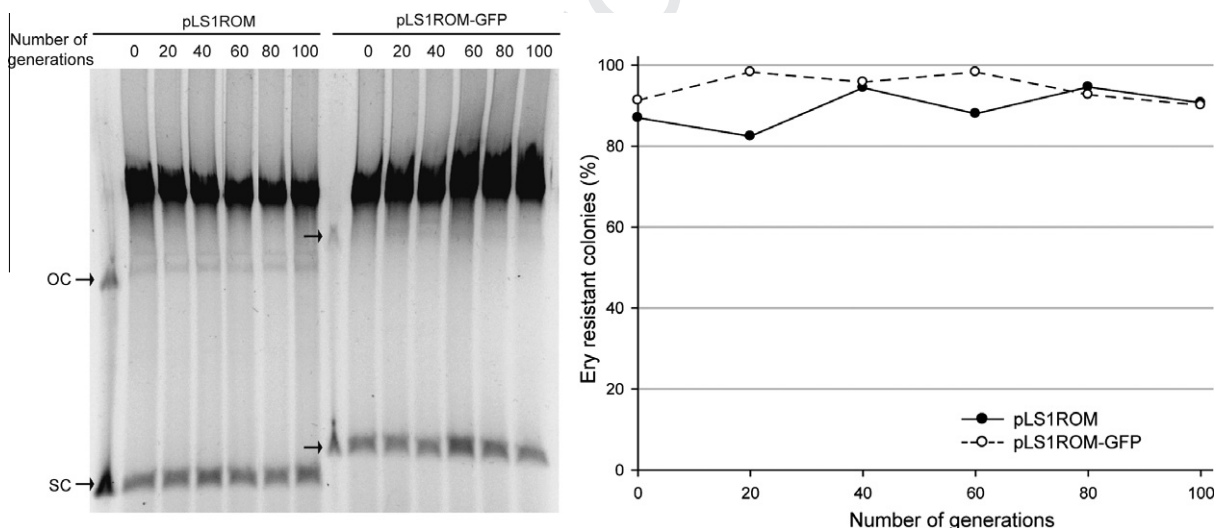 pLS1ROM
pLS1ROM-GFP
Number of
generations
0 20 40 60 80 100
0 20 40 60 80 100
OC
SC
Ery resistant colonies (%)
100
80
60
40
20
0
pLS1ROM
pLS1ROM-GFP
0 20 40 60 80 100
Number of generations